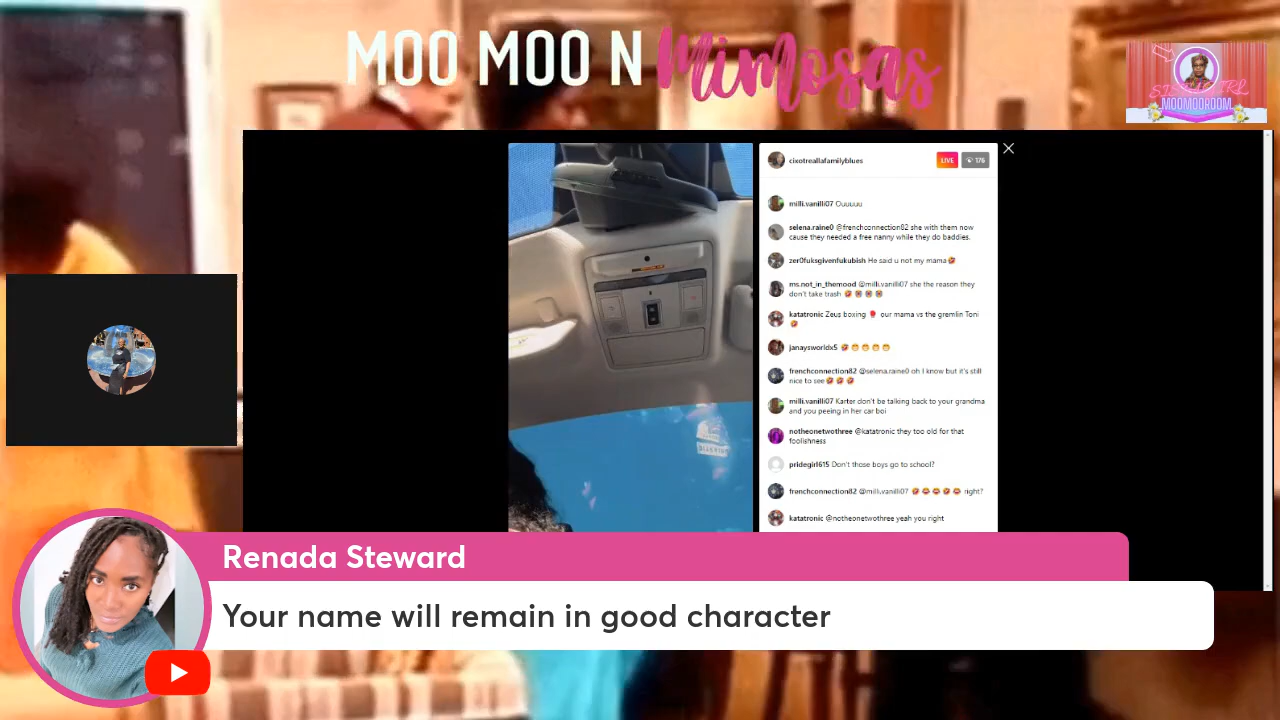 MOO MOO N Mimosas
MOOMOOROOM
cixotreallafamilyblues LIVE 176
milli.vanilli07 Ouuuuu
selena.raine0 @frenchconnection82 she with them now
cause they needed a free nanny while they do baddies.
zer0fuksgivenfukubish He said u not my mama🤣
ms.not_in_themood @milli.vanilli07 she the reason they
don't take trash 🤣 😭 😭 😭
katatronic Zeus boxing 🥊 our mama vs the gremlin Toni
🤣
janaysworldx5 🤣 😁 😁 😁 😁
frenchconnection82 @selena.raine0 oh I know but it's still
nice to see🤣 🤣 🤣
milli.vanilli07 Karter don't be talking back to your grandma
and you peeing in her car boi
notheonetwothree @katatronic they too old for that
foolishness
pridegirl615 Don't those boys go to school?
frenchconnection82 @milli.vanilli07 🤣 😂 😂 🤣 😂 right?
katatronic @notheonetwothree yeah you right
Renada Steward
Your name will remain in good character